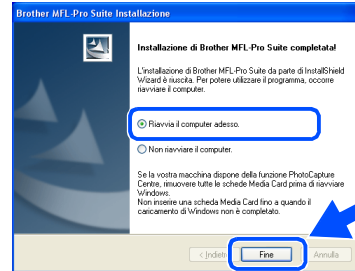 Brother MFL-Pro Suite Installazione
Installazione di Brother MFL-Pro Suite completata!
L'installazione di Brother MFL-Pro Suite da parte di InstallShield
Wizard è riuscita. Per potere utilizzare il programma, occorre
riavviare il computer.
Riavvia il computer adesso.
Non riavviare il computer.
Se la vostra macchina dispone della funzione PhotoCapture
Centre, rimuovere tutte le schede Media Card prima di riavviare
Windows.
Non inserire una scheda Media Card fino a quando il
caricamento di Windows non è completato.
< Indietro Fine Annulla